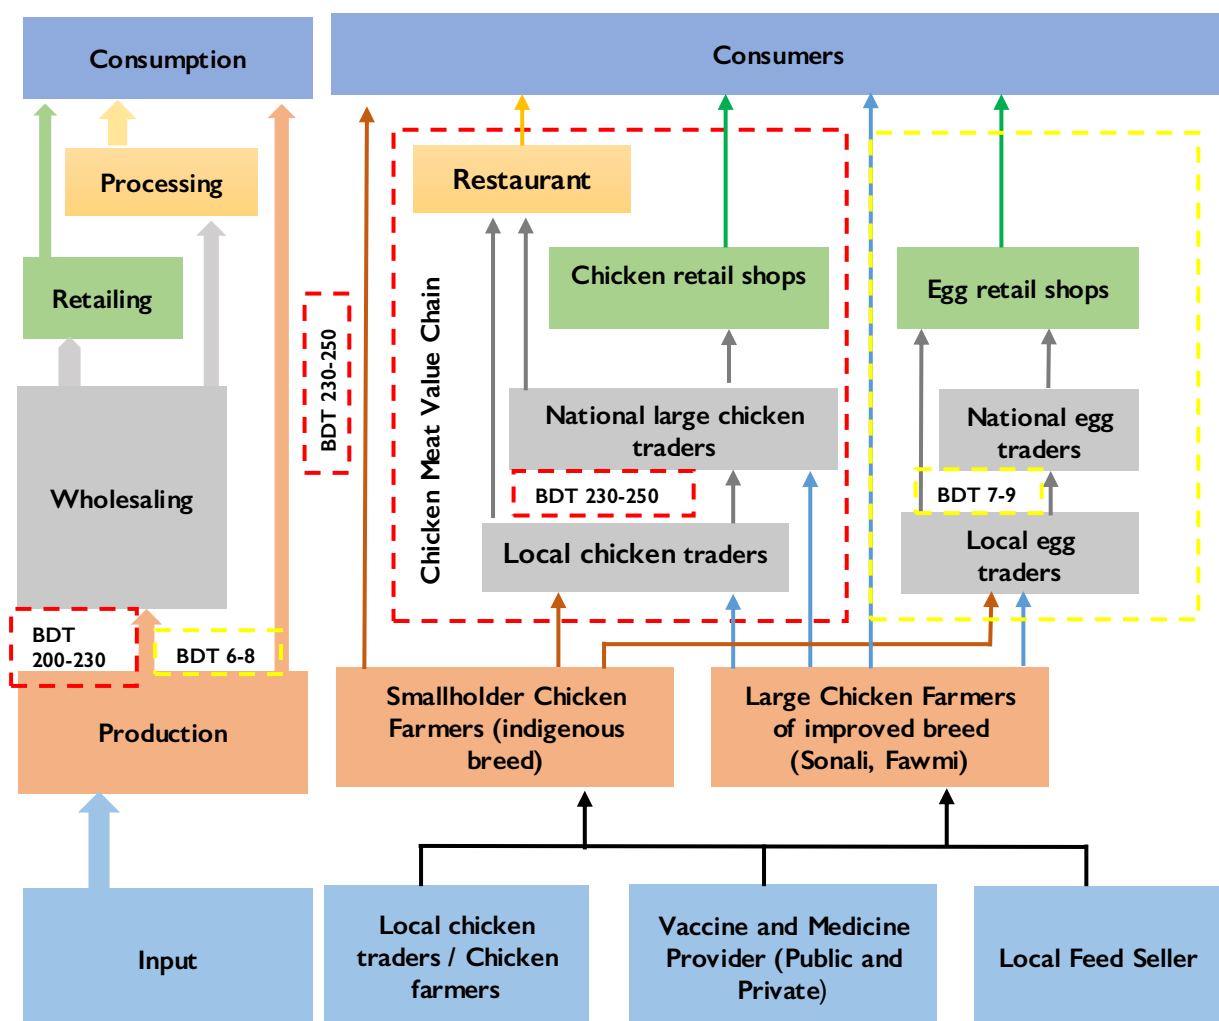 Consumption
Consumers
Processing
Restaurant
Retailing
Chicken retail shops
Egg retail shops
BDT 230-250
Chicken Meat Value Chain
National large chicken
traders
National egg
traders
Wholesaling
BDT 230-250
BDT 7-9
Local chicken traders
Local egg
traders
BDT
200-230
BDT 6-8
Production
Smallholder Chicken
Farmers (indigenous
breed)
Large Chicken Farmers
of improved breed
(Sonali, Fawmi)
Input
Local chicken
traders / Chicken
farmers
Vaccine and Medicine
Provider (Public and
Private)
Local Feed Seller